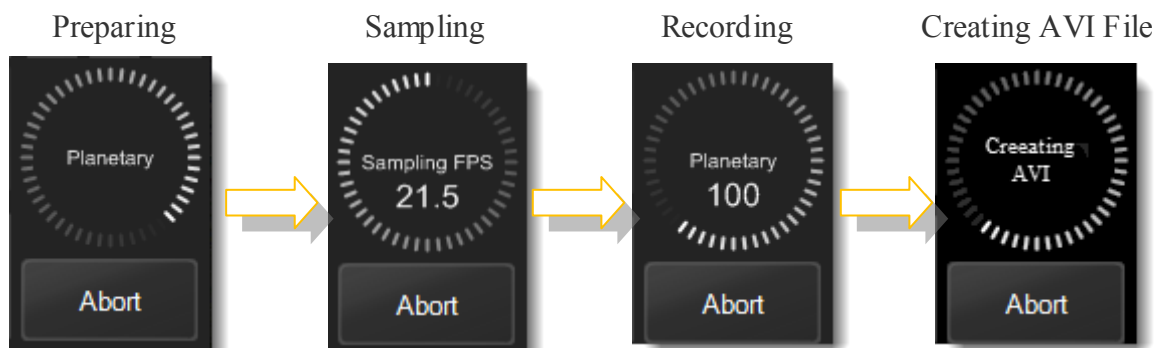 Preparing
Sampling
Recording
Creating AVI File
Planetary
Abort
Sampling FPS
21.5
Abort
Planetary
100
Abort
Creeating
AVI
Abort